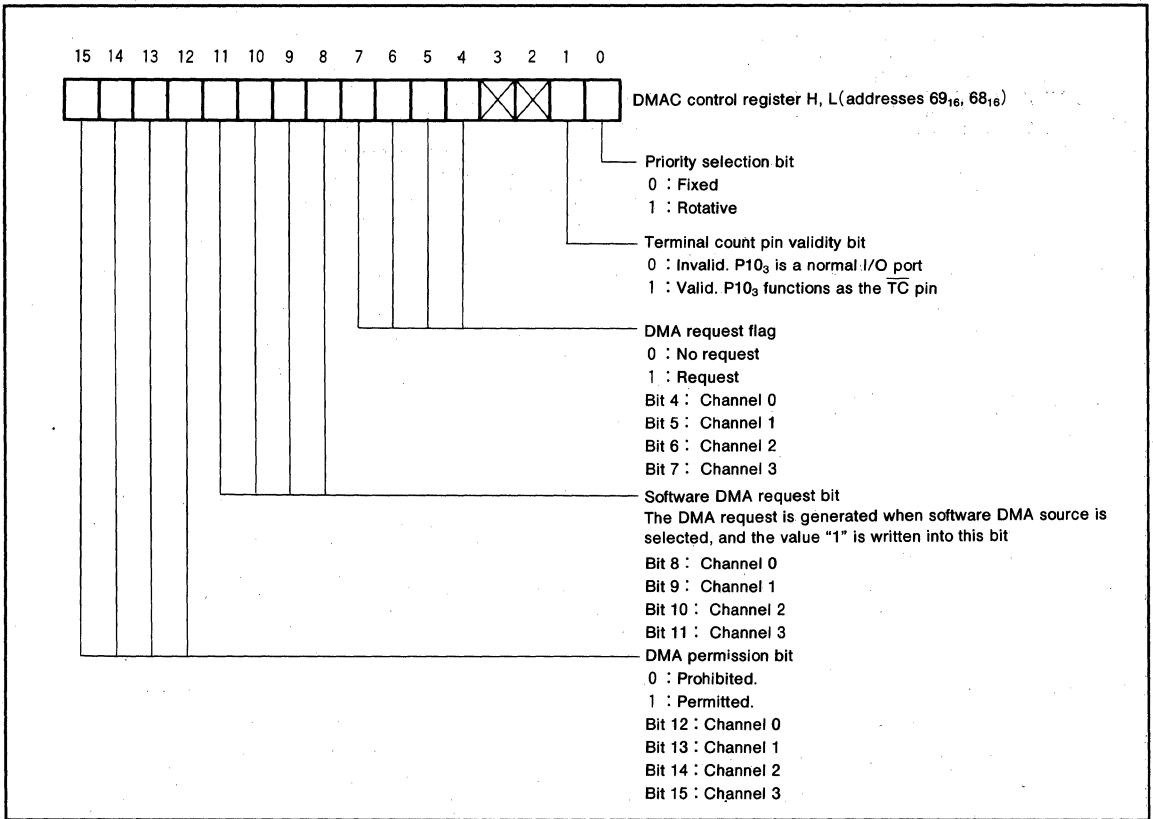 15 14 13 12 11 10 9 8 7 6 5 4 3 2 1 0
DMAC control register H, L(addresses 69₁₆, 68₁₆)
Priority selection bit
0 : Fixed
1 : Rotative
Terminal count pin validity bit
0 : Invalid. P10₃ is a normal I/O port
1 : Valid. P10₃ functions as the T̅C̅ pin
DMA request flag
0 : No request
1 : Request
Bit 4 : Channel 0
Bit 5 : Channel 1
Bit 6 : Channel 2
Bit 7 : Channel 3
Software DMA request bit
The DMA request is generated when software DMA source is
selected, and the value “1” is written into this bit
Bit 8 : Channel 0
Bit 9 : Channel 1
Bit 10 : Channel 2
Bit 11 : Channel 3
DMA permission bit
0 : Prohibited.
1 : Permitted.
Bit 12 : Channel 0
Bit 13 : Channel 1
Bit 14 : Channel 2
Bit 15 : Channel 3